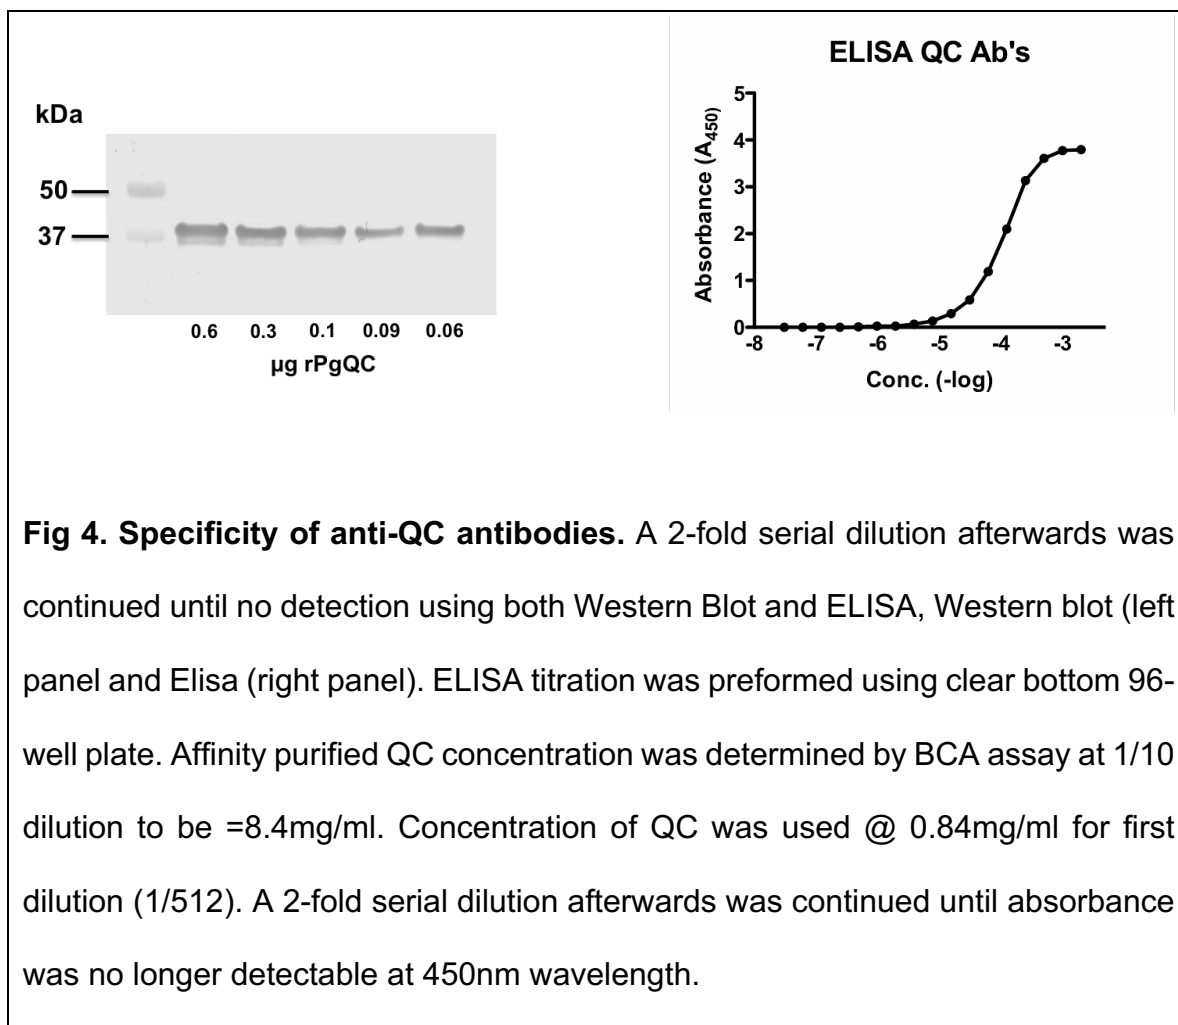 kDa
50
37
0.6 0.3 0.1 0.09 0.06
µg rPgQC
ELISA QC Ab's
Absorbance (A450)
5
4
3
2
1
0
-8 -7 -6 -5 -4 -3
Conc. (-log)
Fig 4. Specificity of anti-QC antibodies. A 2-fold serial dilution afterwards was
continued until no detection using both Western Blot and ELISA, Western blot (left
panel and Elisa (right panel). ELISA titration was preformed using clear bottom 96-
well plate. Affinity purified QC concentration was determined by BCA assay at 1/10
dilution to be =8.4mg/ml. Concentration of QC was used @ 0.84mg/ml for first
dilution (1/512). A 2-fold serial dilution afterwards was continued until absorbance
was no longer detectable at 450nm wavelength.